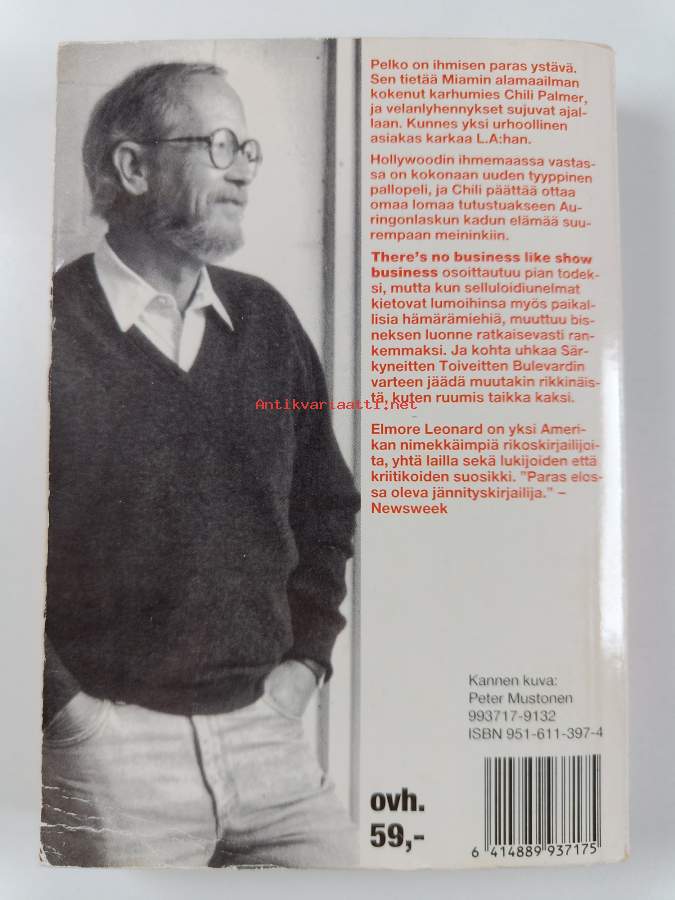 Pelko on ihmisen paras ystävä.
Sen tietää Miamin alamaailman
kokenut karhumies Chili Palmer,
ja velanlyhennykset sujuvat ajal-
laan. Kunnes yksi urhoollinen
asiakas karkaa L.A:han.
Hollywoodin ihmemaassa vastas-
sa on kokonaan uuden tyyppinen
pallopeli, ja Chili päättää ottaa
omaa lomaa tutustuakseen Au-
ringonlaskun kadun elämää suu-
rempaan meininkiin.
There's no business like show
business osoittautuu pian todek-
si, mutta kun selluloidiunelmat
kietovat lumoihinsa myös paikal-
lisia hämärämiehiä, muuttuu bis-
neksen luonne ratkaisevasti ran-
kemmaksi. Ja kohta uhkaa Sär-
kyneitten Toiveitten Bulevardin
varteen jäädä muutakin rikkinäis-
tä, kuten ruumis taikka kaksi.
Antikvariaatti.net
Elmore Leonard on yksi Ameri-
kan nimekkäimpiä rikoskirjailijoi-
ta, yhtä lailla sekä lukijoiden että
kriitikoiden suosikki. "Paras elos-
sa oleva jännityskirjailija." –
Newsweek
Kannen kuva:
Peter Mustonen
993717-9132
ISBN 951-611-397-4
ovh.
59,-
6 414889 937175